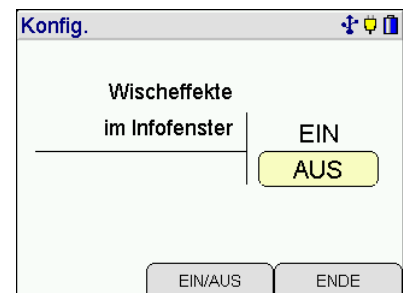 Konfig.
Wischeffekte
im Infofenster
EIN
AUS
EIN/AUS
ENDE